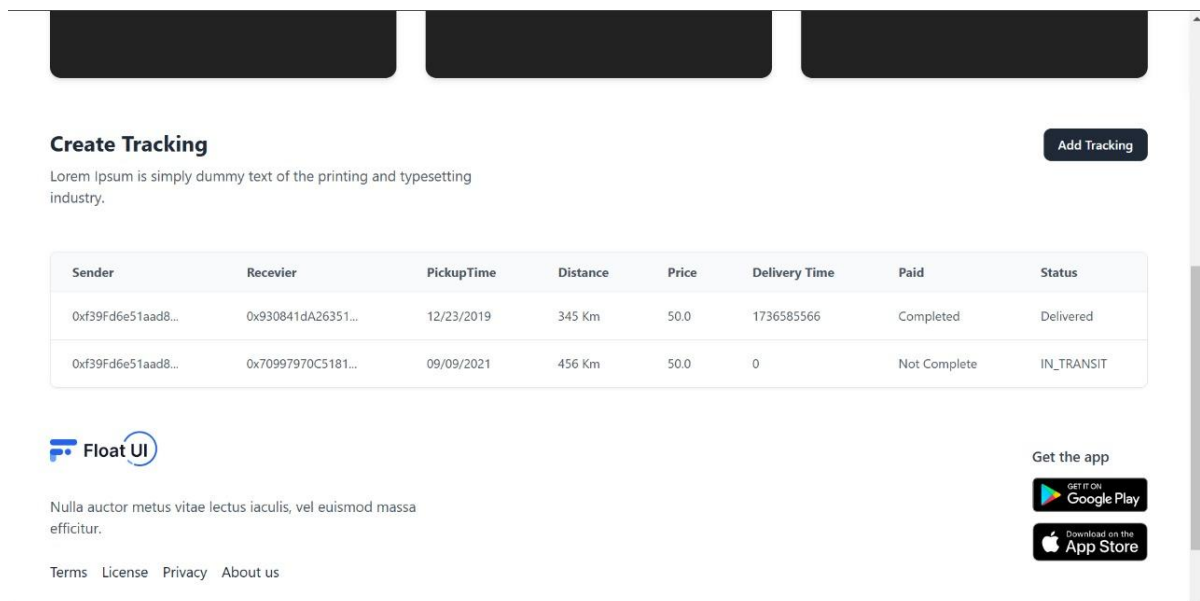 Create Tracking
Add Tracking
Lorem Ipsum is simply dummy text of the printing and typesetting
industry.
Sender Recevier PickupTime Distance Price Delivery Time Paid Status
0xf39Fd6e51aad8... 0x930841dA26351... 12/23/2019 345 Km 50.0 1736585566 Completed Delivered
0xf39Fd6e51aad8... 0x70997970C5181... 09/09/2021 456 Km 50.0 0 Not Complete IN_TRANSIT
Float UI
Nulla auctor metus vitae lectus iaculis, vel euismod massa
efficitur.
Terms License Privacy About us
Get the app
GET IT ON
Google Play
Download on the
App Store